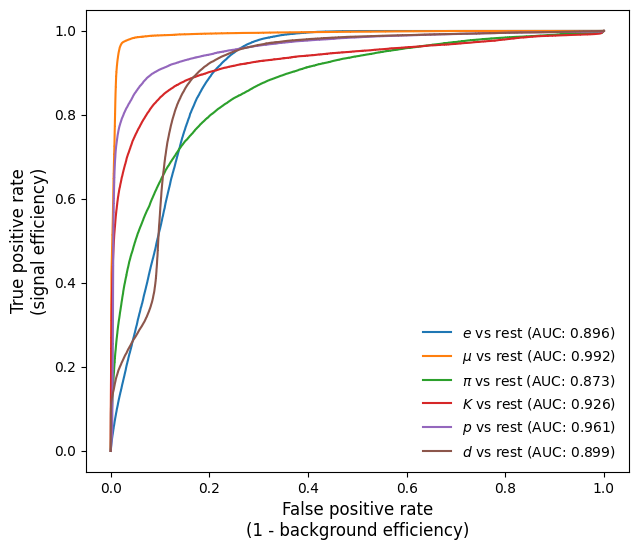 1.0
0.8
0.6
0.4
0.2
0.0
True positive rate
(signal efficiency)
e vs rest (AUC: 0.896)
μ vs rest (AUC: 0.992)
π vs rest (AUC: 0.873)
K vs rest (AUC: 0.926)
p vs rest (AUC: 0.961)
d vs rest (AUC: 0.899)
0.0 0.2 0.4 0.6 0.8 1.0
False positive rate
(1 - background efficiency)